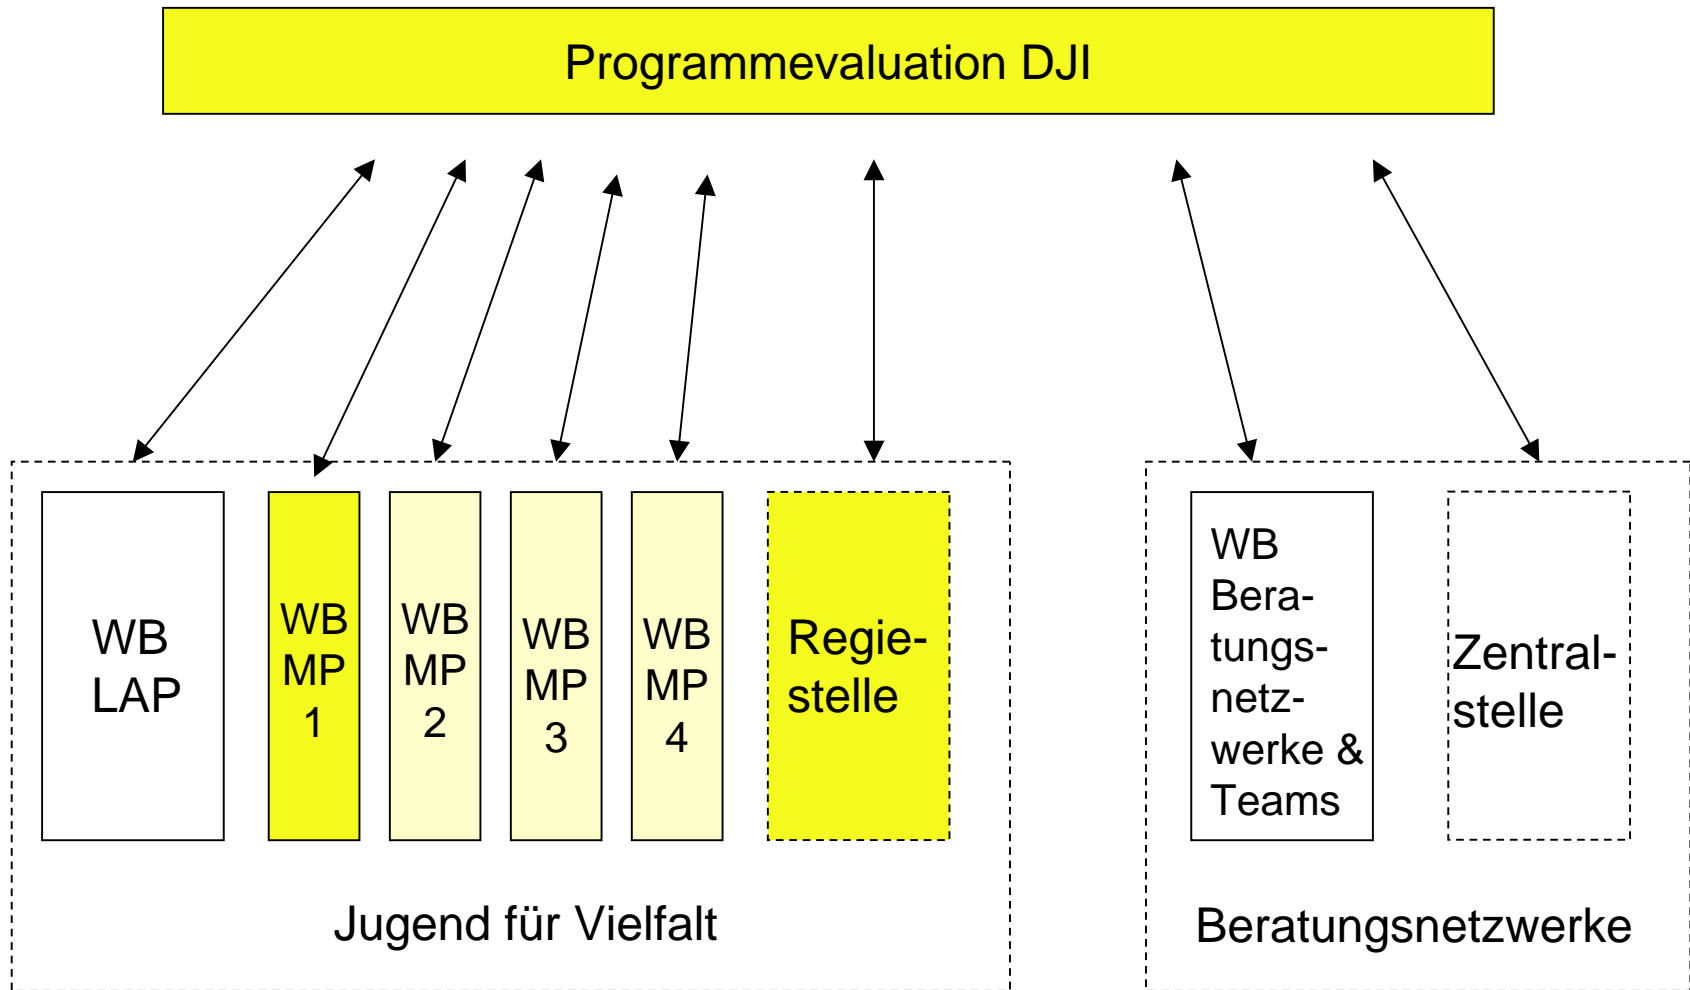 Programmevaluation DJI
WB
LAP
WB
MP
1
WB
MP
2
WB
MP
3
WB
MP
4
Regie-
stelle
WB
Bera-
tungs-
netz-
werke &
Teams
Zentral-
stelle
Jugend für Vielfalt
Beratungsnetzwerke